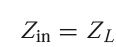 Z_in = Z_L